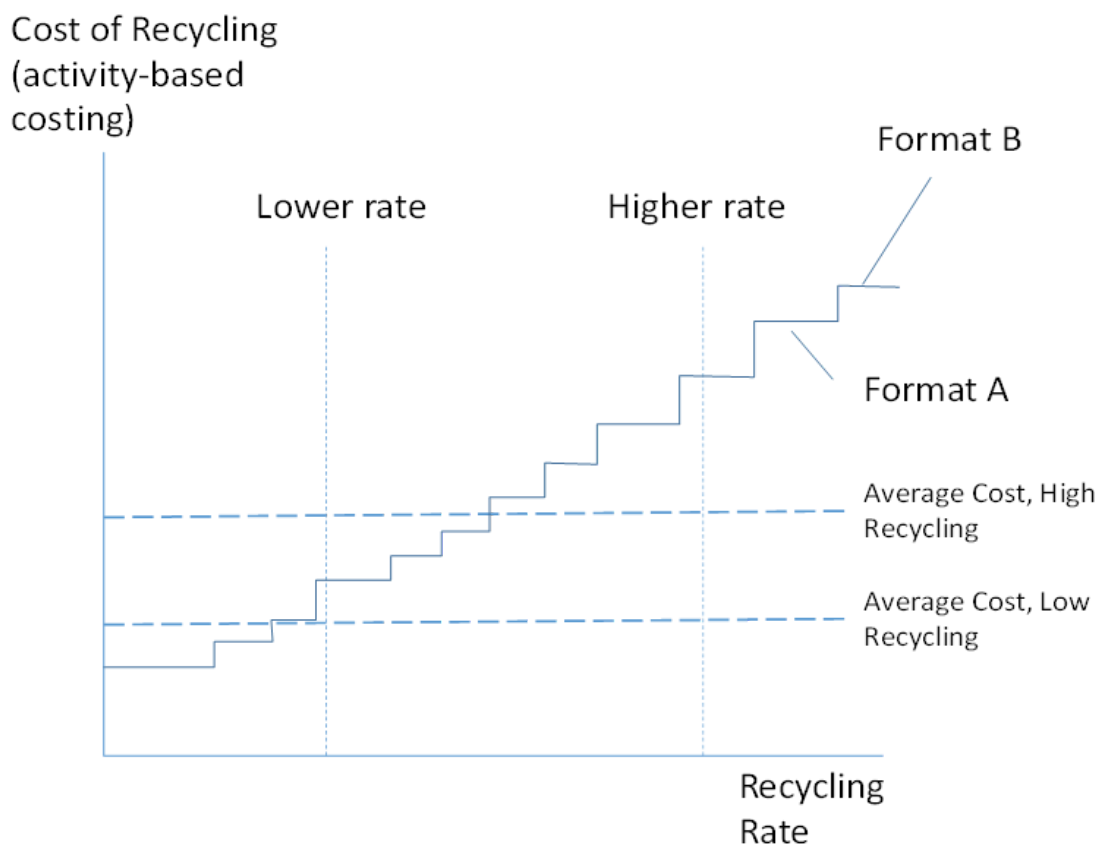 Cost of Recycling
(activity-based
costing)
Format B
Lower rate
Higher rate
Format A
Average Cost, High
Recycling
Average Cost, Low
Recycling
Recycling
Rate